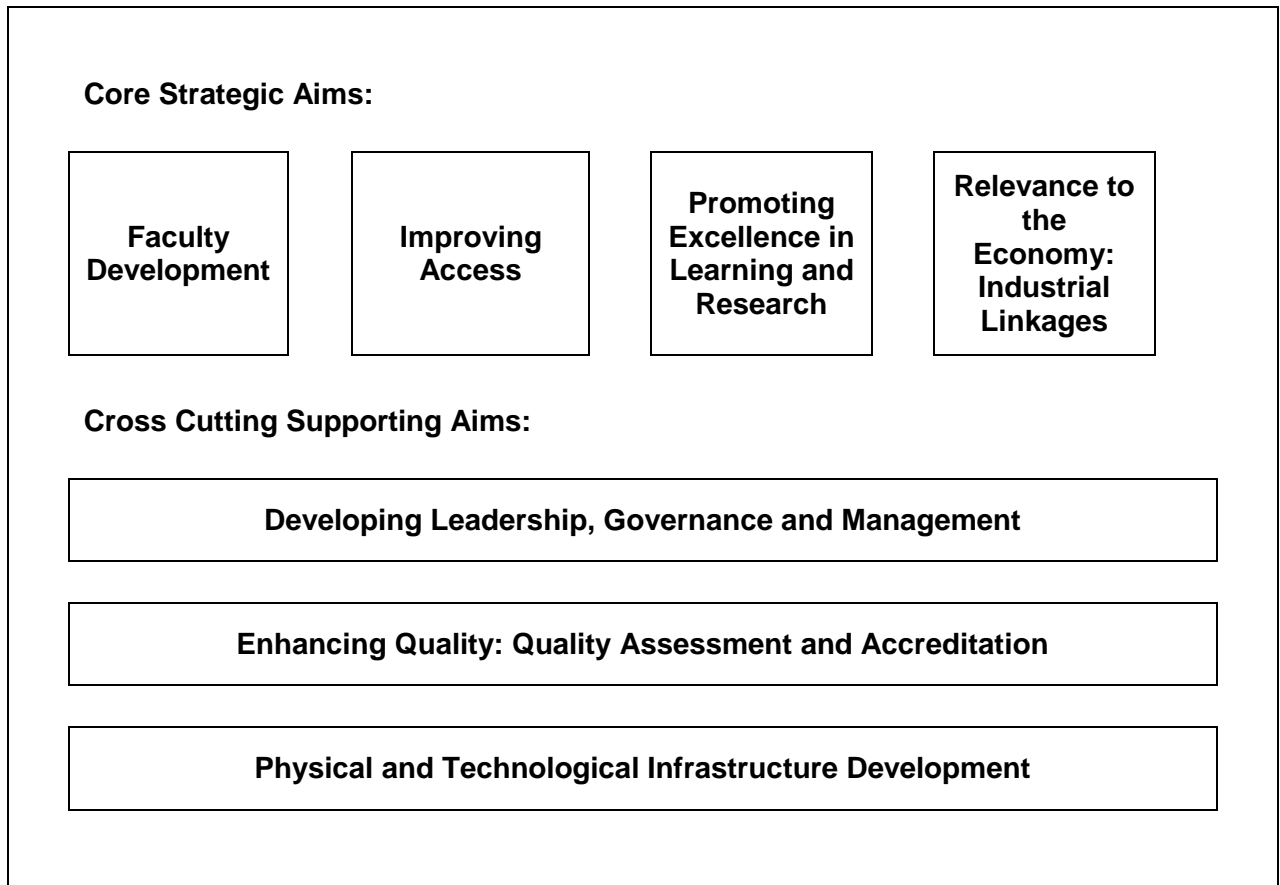 Core Strategic Aims:
Faculty
Development
Improving
Access
Promoting
Excellence in
Learning and
Research
Relevance to
the
Economy:
Industrial
Linkages
Cross Cutting Supporting Aims:
Developing Leadership, Governance and Management
Enhancing Quality: Quality Assessment and Accreditation
Physical and Technological Infrastructure Development